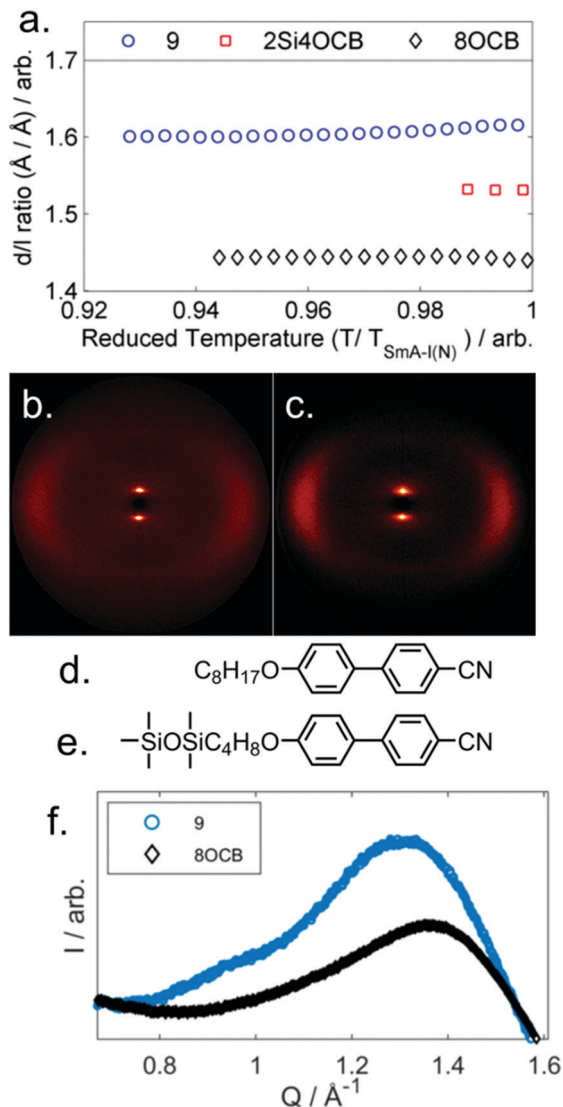 a.
9 2Si4OCB 8OCB
1.7
1.6
1.5
1.4
d/l ratio (Å / Å) / arb.
0.92 0.94 0.96 0.98 1
Reduced Temperature (T/ T_SmA-I(N) ) / arb.
b. c.
d. C₈H₁₇O CN
e. SiOSiC₄H₈O CN
f.
9
8OCB
I / arb.
0.8 1 1.2 1.4 1.6
Q / Å⁻¹